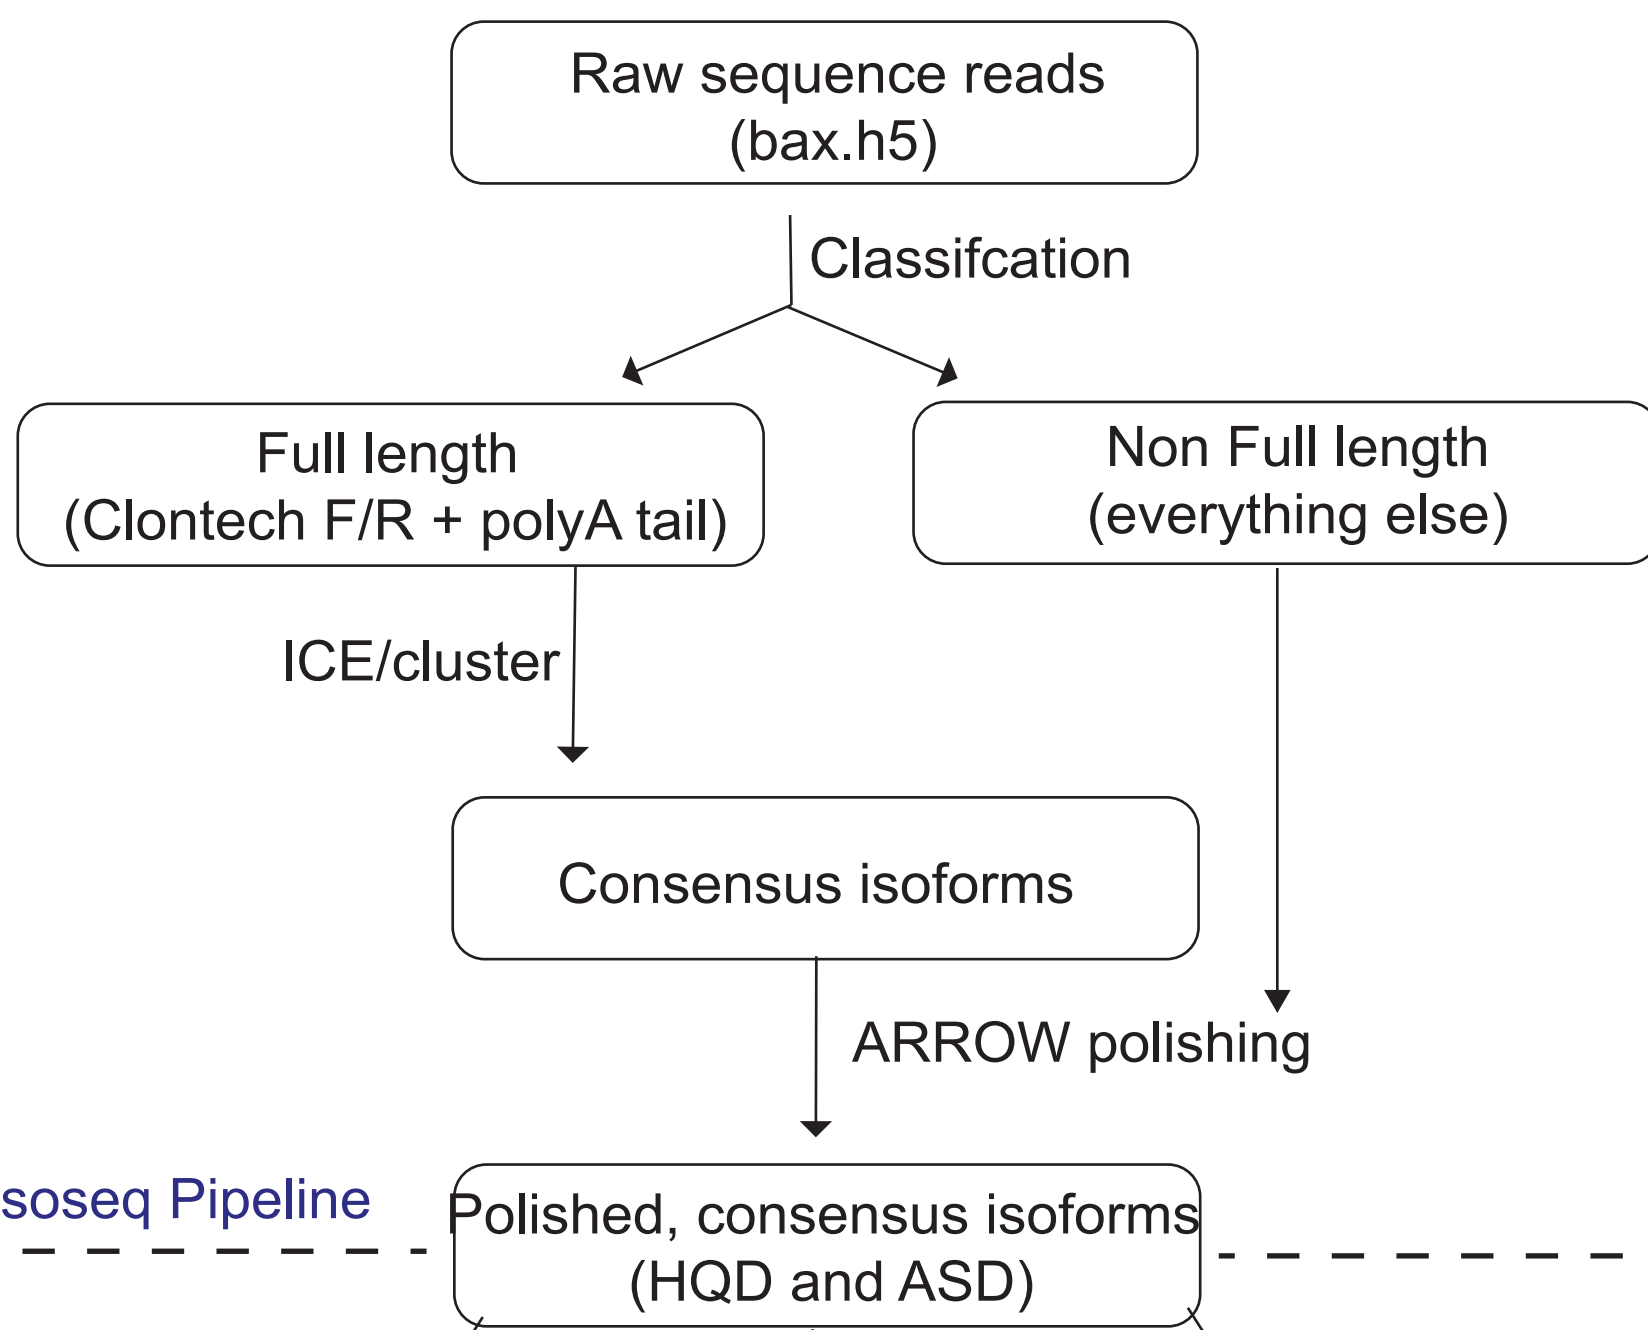 Raw sequence reads
(bax.h5)
Classifcation
Full length
(Clontech F/R + polyA tail)
Non Full length
(everything else)
ICE/cluster
Consensus isoforms
ARROW polishing
soseq Pipeline
Polished, consensus isoforms
(HQD and ASD)